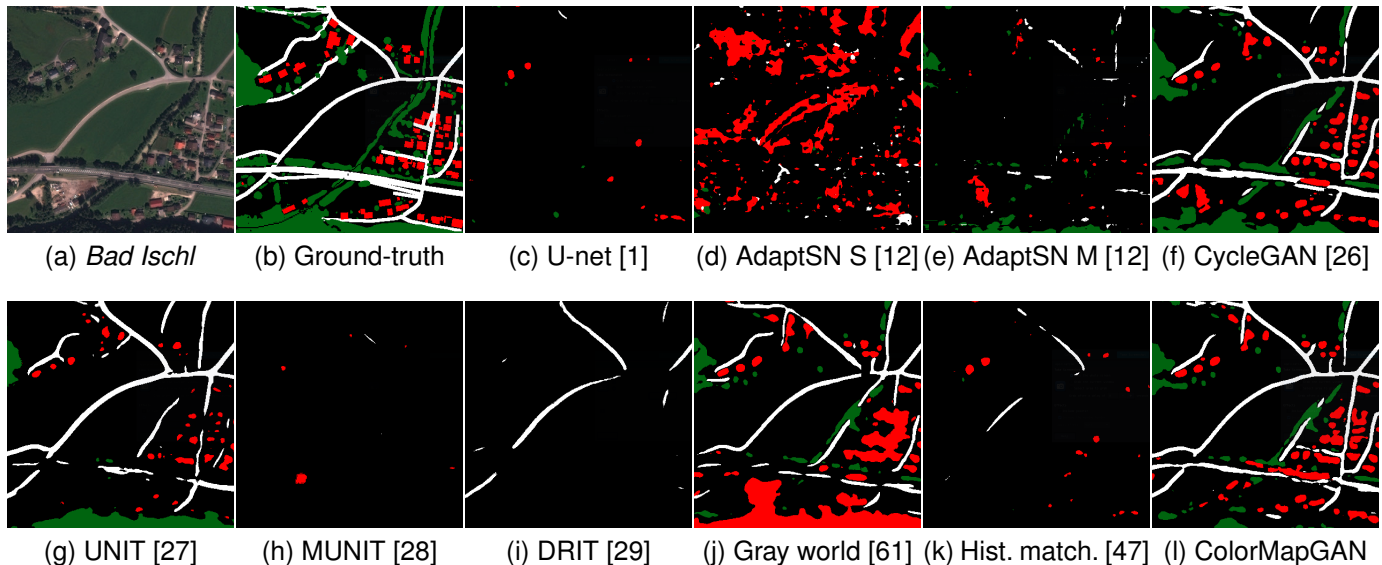 (a) Bad Ischl (b) Ground-truth (c) U-net [1] (d) AdaptSN S [12] (e) AdaptSN M [12] (f) CycleGAN [26]
(g) UNIT [27] (h) MUNIT [28] (i) DRIT [29] (j) Gray world [61] (k) Hist. match. [47] (l) ColorMapGAN